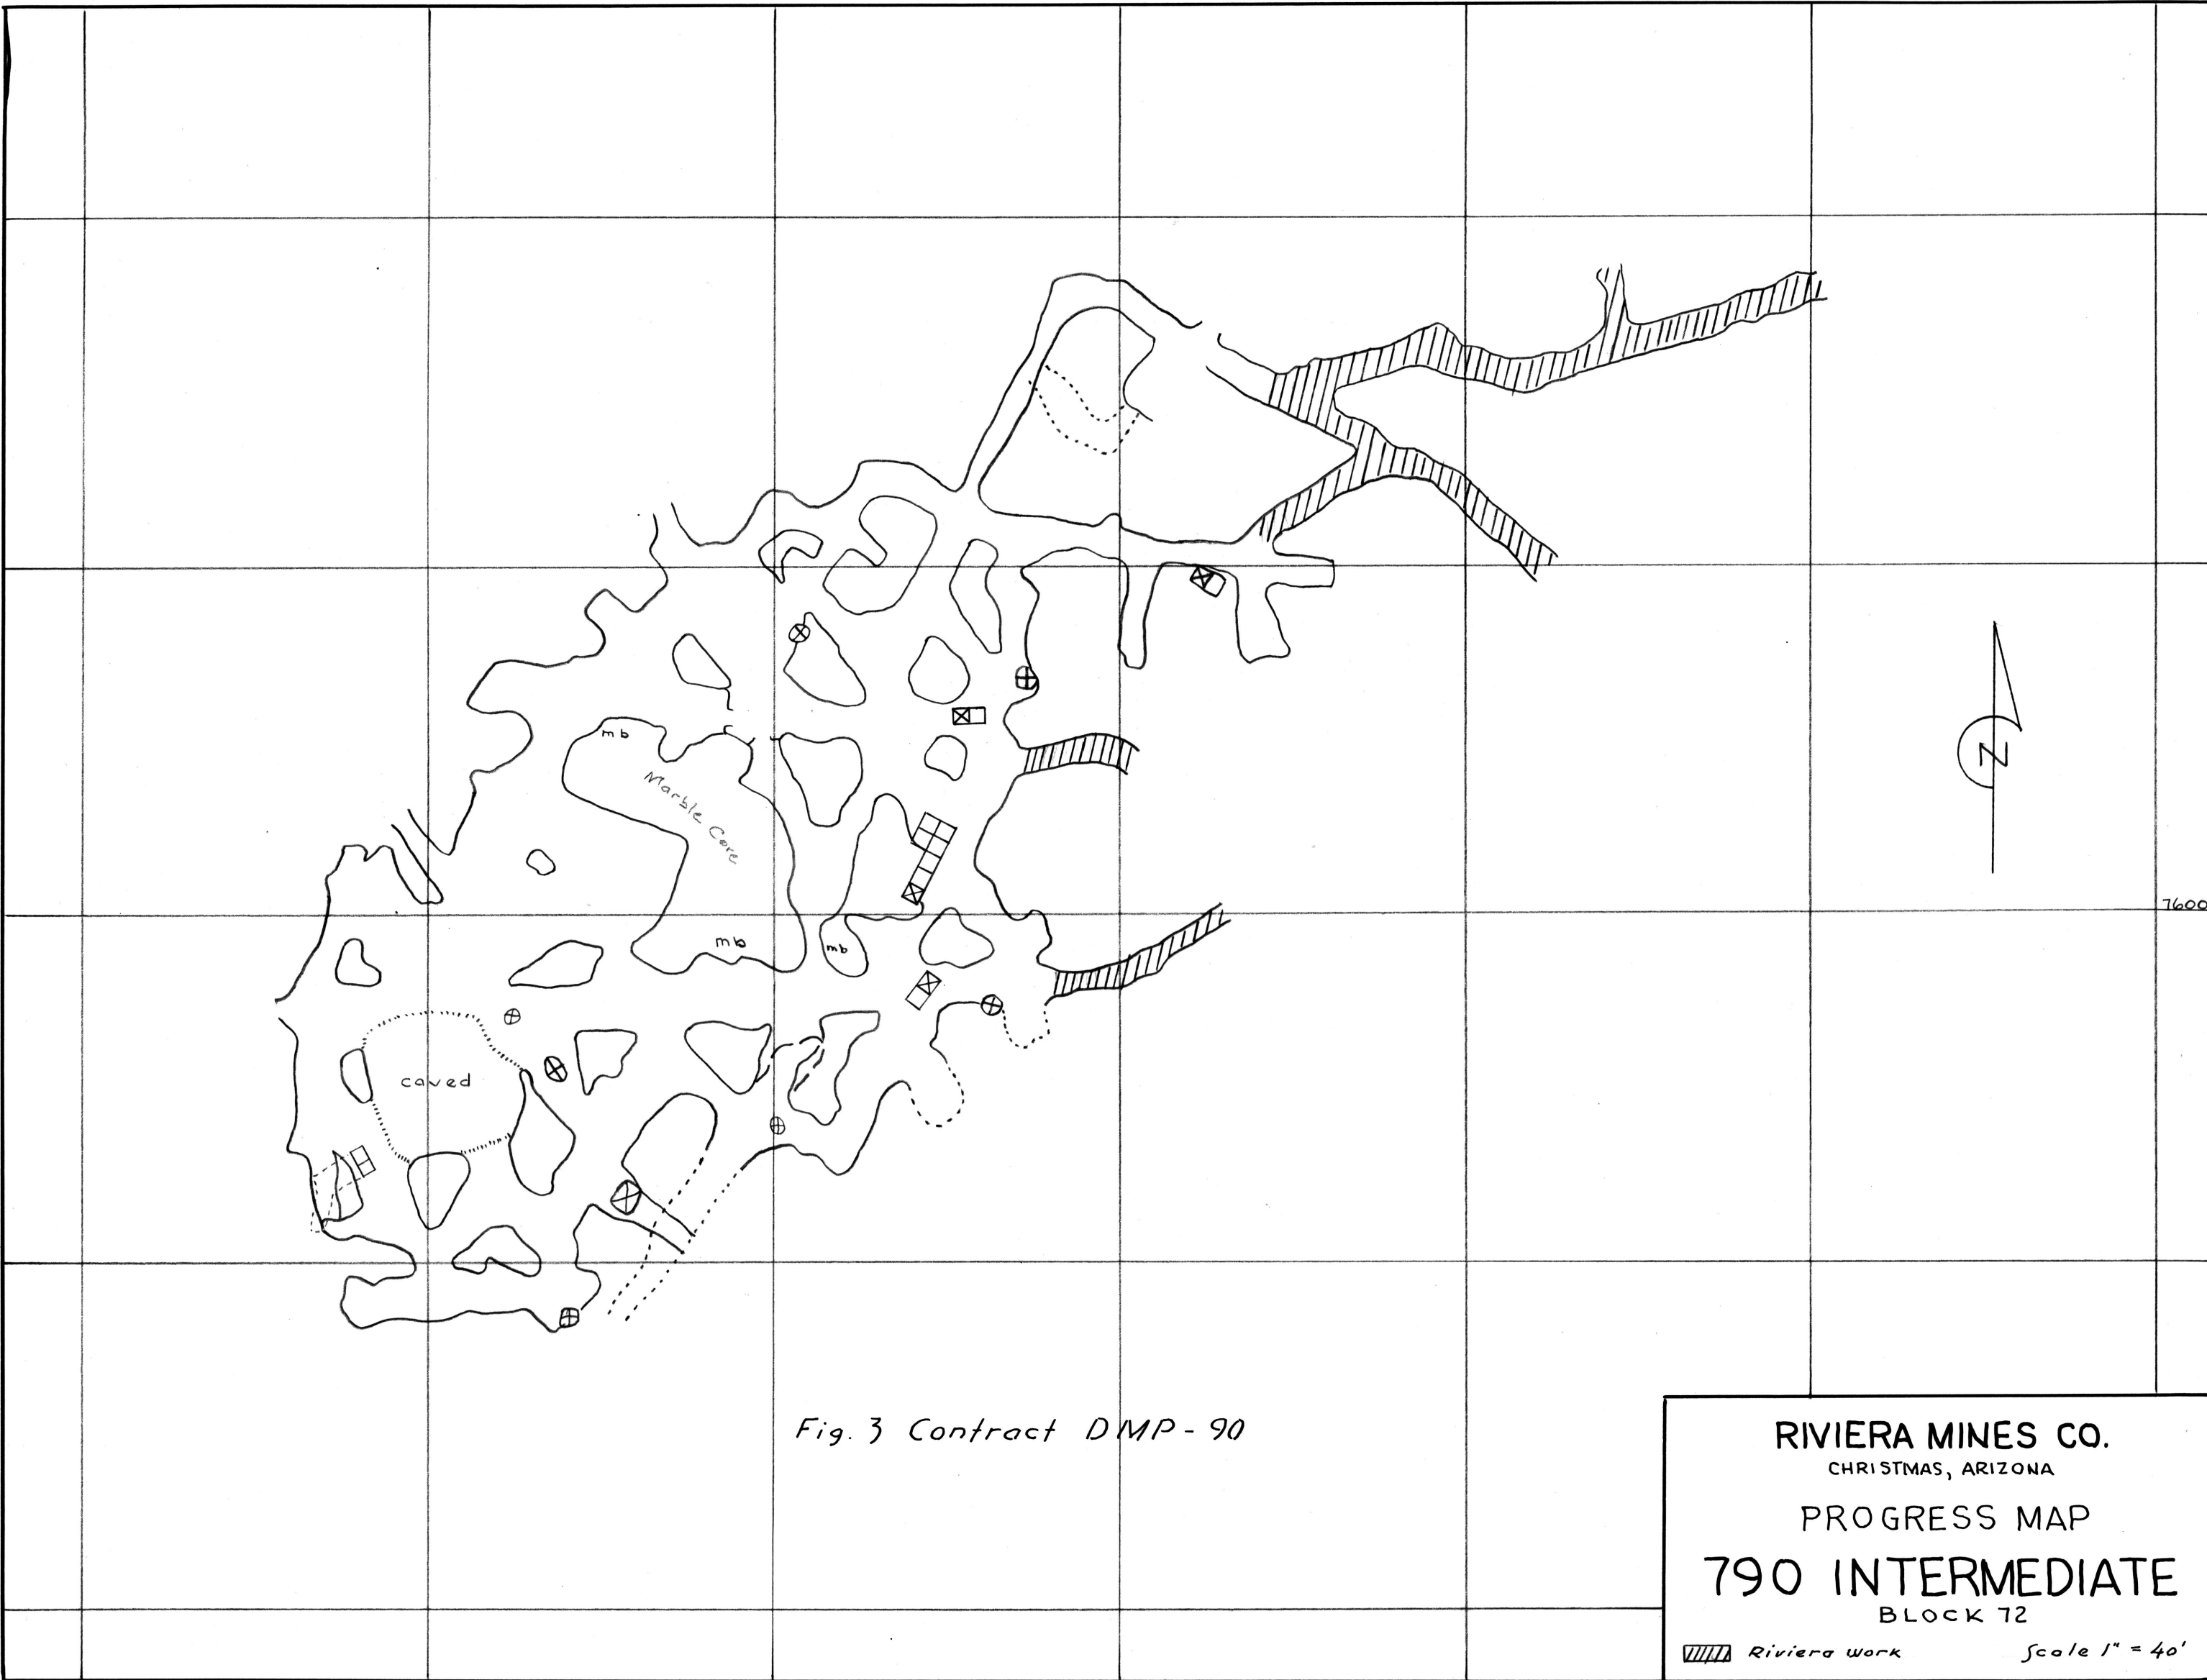 mb
Marble Core
7600
mb
mb
N
caved
Fig. 3 Contract DMP-90
RIVIERA MINES CO.
CHRISTMAS, ARIZONA
PROGRESS MAP
790 INTERMEDIATE
BLOCK 72
Riviera work Scale 1" = 40'